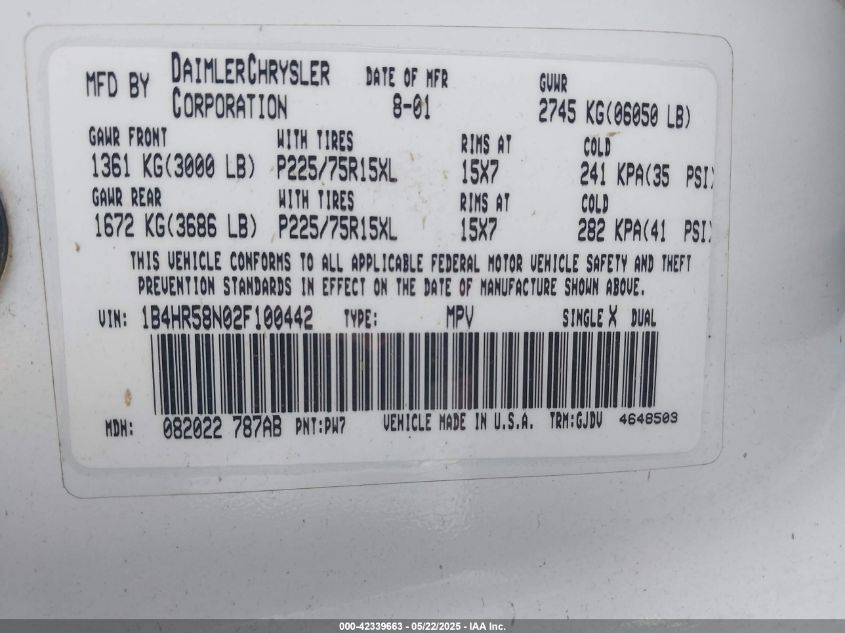 MFD BY DAIMLERCHRYSLER CORPORATION DATE OF MFR 8-01 GVWR 2745 KG(06050 LB)
GAWR FRONT WITH TIRES RIMS AT COLD
1361 KG(3000 LB) P225/75R15XL 15X7 241 KPA(35 PSI)
GAWR REAR WITH TIRES RIMS AT COLD
1672 KG(3686 LB) P225/75R15XL 15X7 282 KPA(41 PSI)
THIS VEHICLE CONFORMS TO ALL APPLICABLE FEDERAL MOTOR VEHICLE SAFETY AND THEFT
PREVENTION STANDARDS IN EFFECT ON THE DATE OF MANUFACTURE SHOWN ABOVE.
VIN: 1B4HR58N02F100442 TYPE: MPV SINGLE X DUAL
MDH: 082022 787AB PNT:PW7 VEHICLE MADE IN U.S.A. TRM:GJDV 4648503
000-42339663 - 05/22/2025 - IAA Inc.